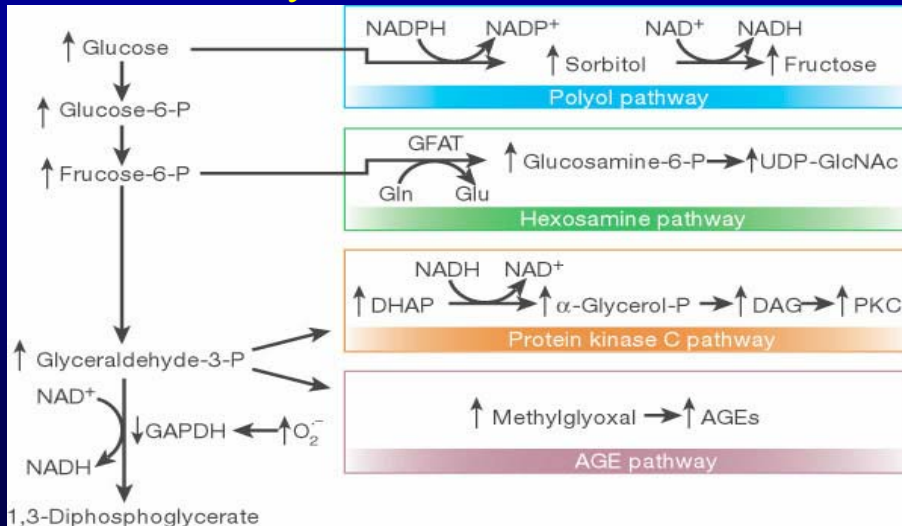 NADPH NADP+ NAD+ NADH
↑ Glucose
↑ Sorbitol ↑ Fructose
Polyol pathway
↑ Glucose-6-P
GFAT
↑ Glucosamine-6-P → ↑ UDP-GlcNAc
↑ Frucose-6-P
Gln Glu
Hexosamine pathway
NADH NAD+
↑ DHAP ↑ α-Glycerol-P → ↑ DAG → ↑ PKC
Protein kinase C pathway
↑ Glyceraldehyde-3-P
NAD+
↑ Methylglyoxal → ↑ AGEs
↓ GAPDH ← ↑ O2·-
AGE pathway
NADH
1,3-Diphosphoglycerate